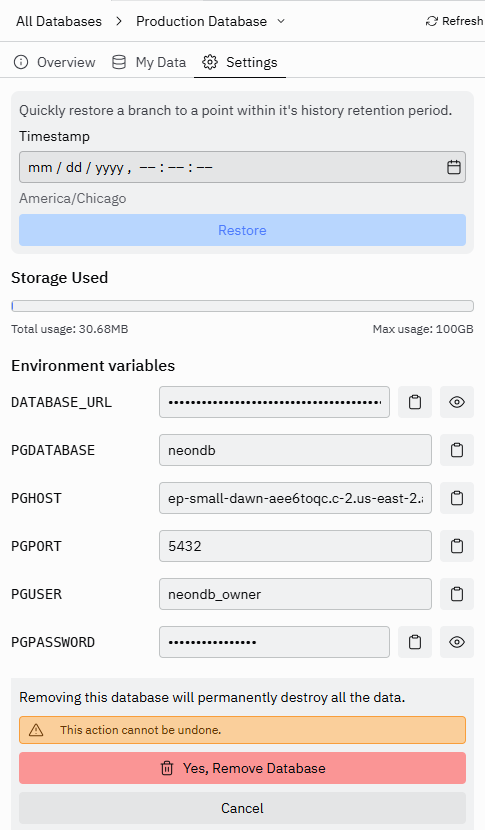 All Databases > Production Database
Refresh
Overview My Data Settings
Quickly restore a branch to a point within it's history retention period.
Timestamp
mm / dd / yyyy, −− : −− : −−
America/Chicago
Restore
Storage Used
Total usage: 30.68MB Max usage: 100GB
Environment variables
DATABASE_URL ••••••••••••••••••••••••••••••••••••••
PGDATABASE neondb
PGHOST ep-small-dawn-aee6toqc.c-2.us-east-2.
PGPORT 5432
PGUSER neondb_owner
PGPASSWORD ••••••••••••••••
Removing this database will permanently destroy all the data.
This action cannot be undone.
Yes, Remove Database
Cancel